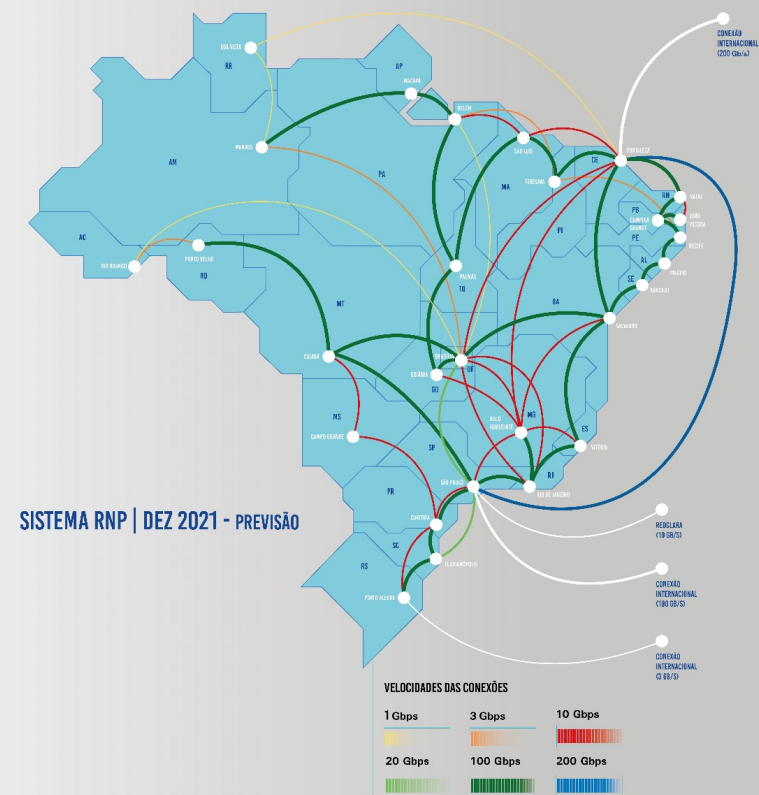 CONEXÃO
INTERNACIONAL
(200 Gb/s)
BOA VISTA
RR
AP
MACAPÁ
BELÉM
MANAUS
AM
PA
SÃO LUÍS
MA
TERESINA
CE
FORTALEZA
RN
NATAL
PB
CAMPINA
GRANDE
JOÃO
PESSOA
PE
RECIFE
PI
AL
MACEIÓ
SE
ARACAJU
AC
RIO BRANCO
PORTO VELHO
RO
PALMAS
TO
MT
BA
SALVADOR
CUIABÁ
BRASÍLIA
DF
GOIÂNIA
GO
MS
CAMPO GRANDE
BELO
HORIZONTE
MG
ES
VITÓRIA
SP
SÃO PAULO
RJ
RIO DE JANEIRO
PR
CURITIBA
SC
FLORIANÓPOLIS
RS
PORTO ALEGRE
REDCLARA
(10 GB/S)
CONEXÃO
INTERNACIONAL
(100 GB/S)
CONEXÃO
INTERNACIONAL
(3 GB/S)
SISTEMA RNP | DEZ 2021 - PREVISÃO
VELOCIDADES DAS CONEXÕES
1 Gbps
3 Gbps
10 Gbps
20 Gbps
100 Gbps
200 Gbps